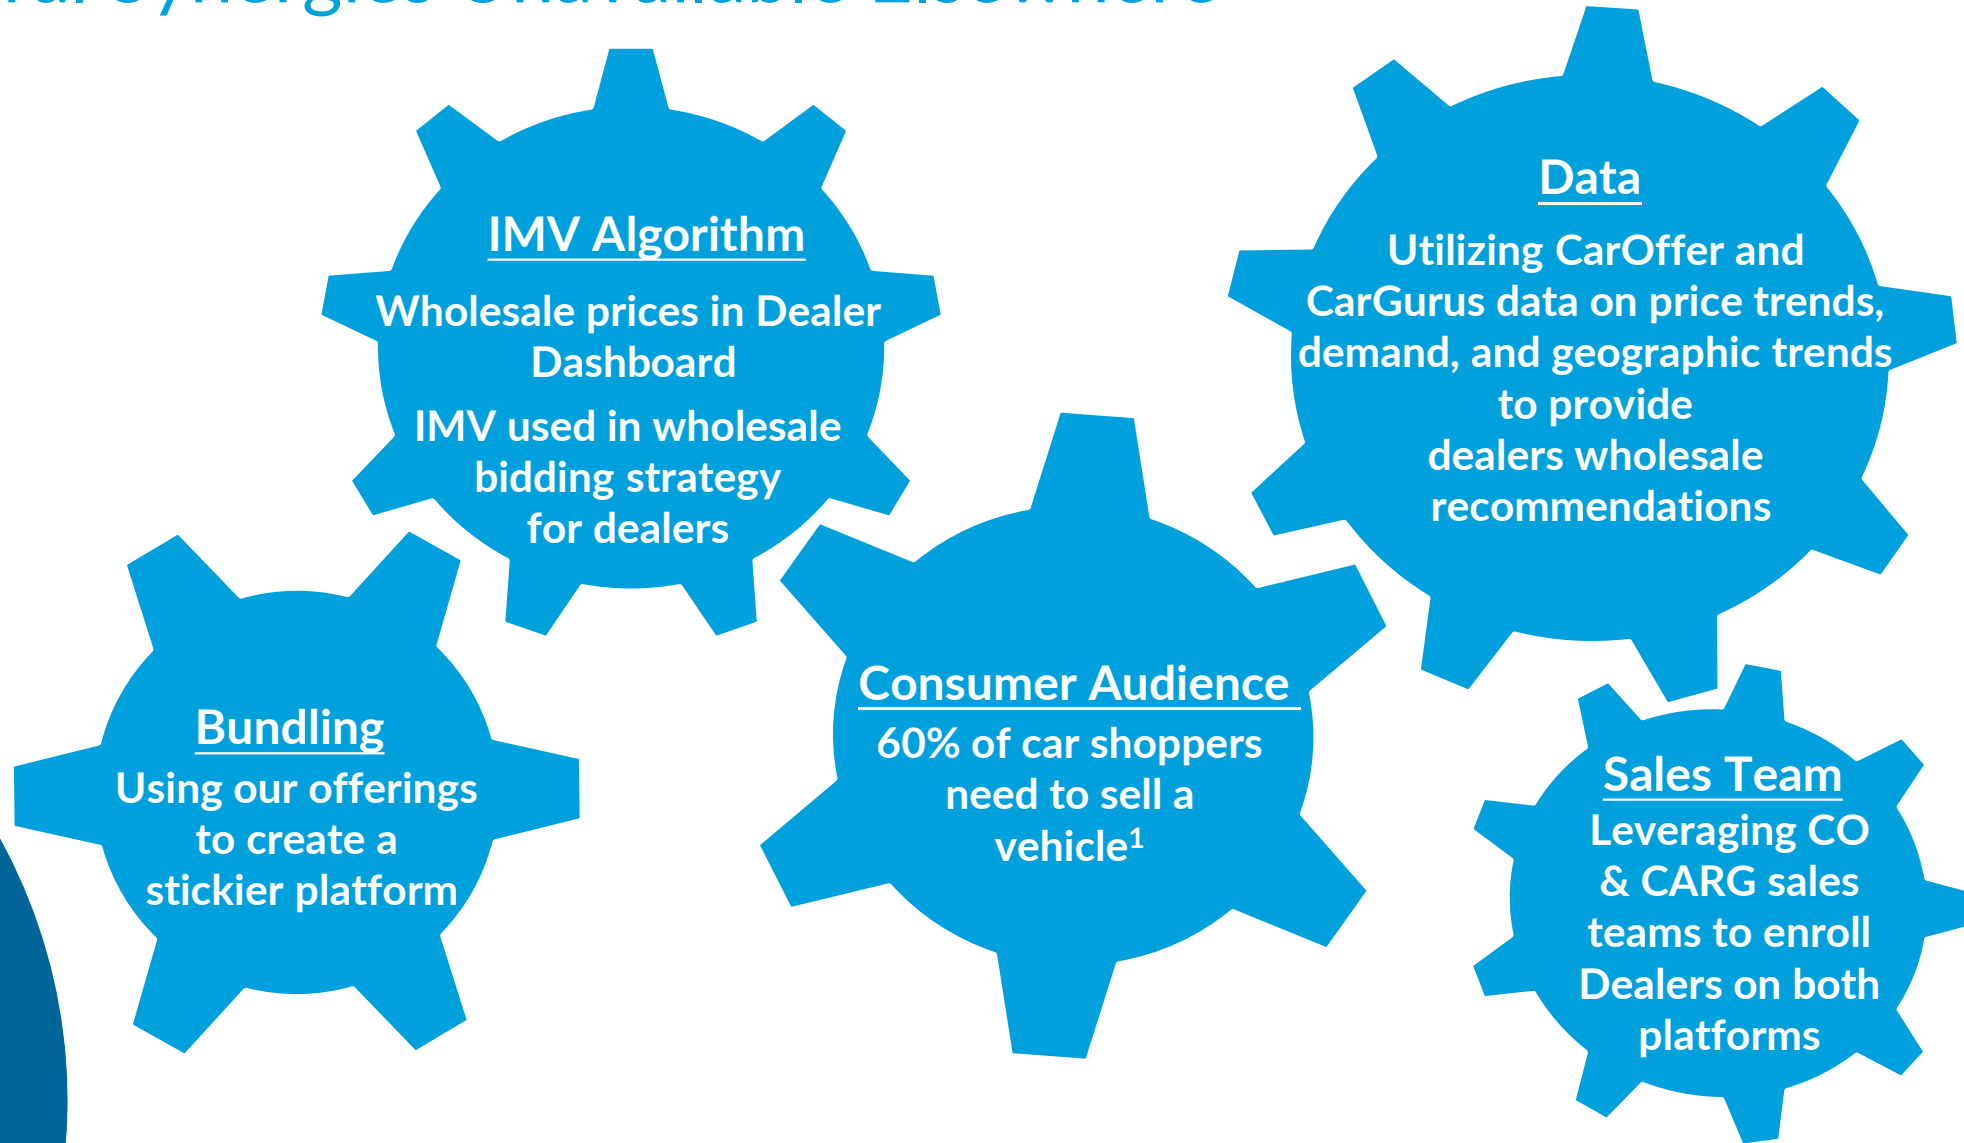 Synergies Unavailable Elsewhere
IMV Algorithm
Wholesale prices in Dealer
Dashboard
IMV used in wholesale
bidding strategy
for dealers
Data
Utilizing CarOffer and
CarGurus data on price trends,
demand, and geographic trends
to provide
dealers wholesale
recommendations
Bundling
Using our offerings
to create a
stickier platform
Consumer Audience
60% of car shoppers
need to sell a
vehicle¹
Sales Team
Leveraging CO
& CARG sales
teams to enroll
Dealers on both
platforms